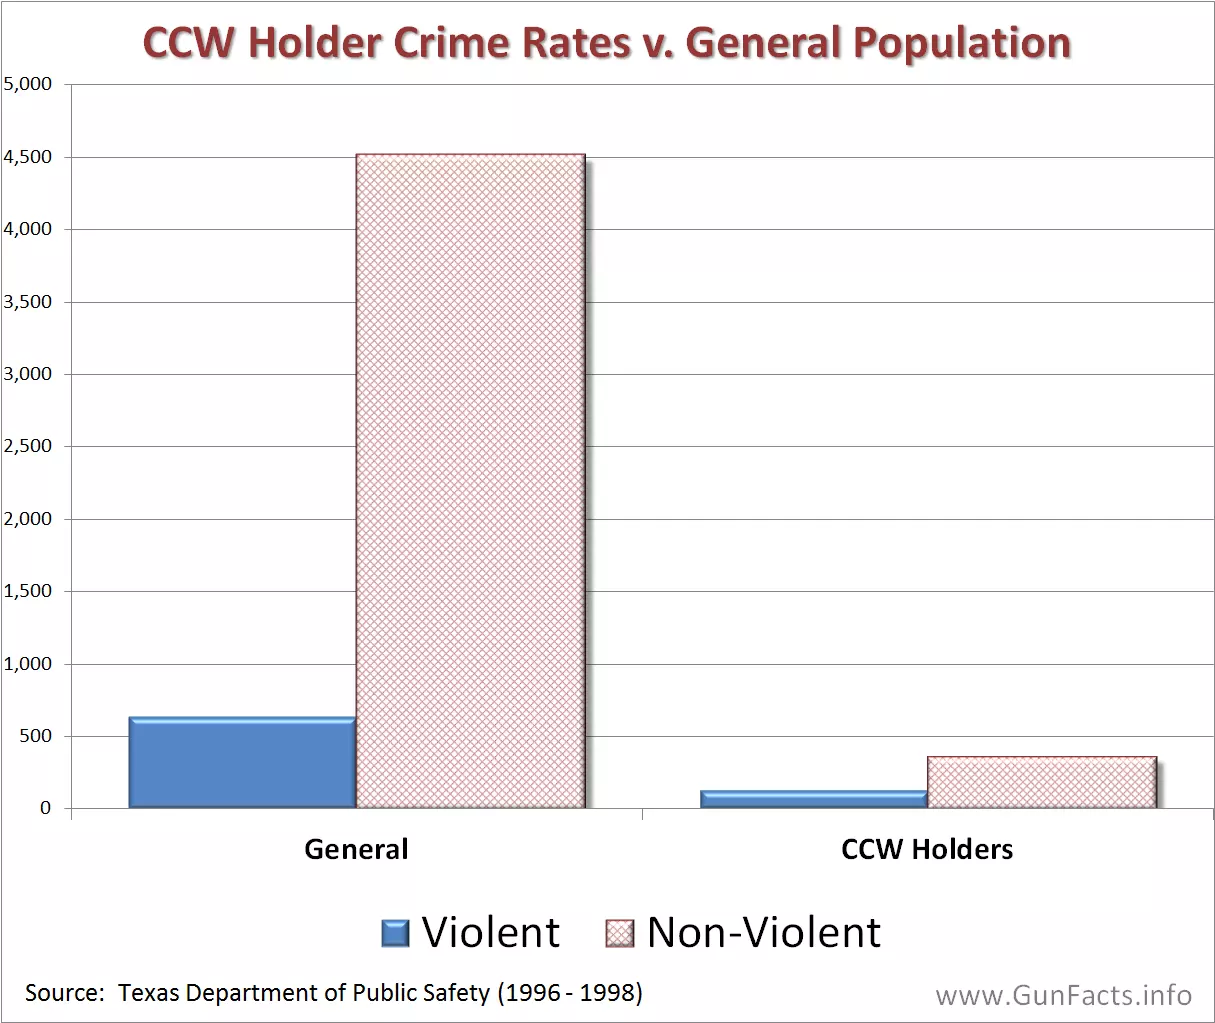 CCW Holder Crime Rates v. General Population
5,000
4,500
4,000
3,500
3,000
2,500
2,000
1,500
1,000
500
0
General
CCW Holders
Violent
Non-Violent
Source:  Texas Department of Public Safety (1996 - 1998)
www.GunFacts.info